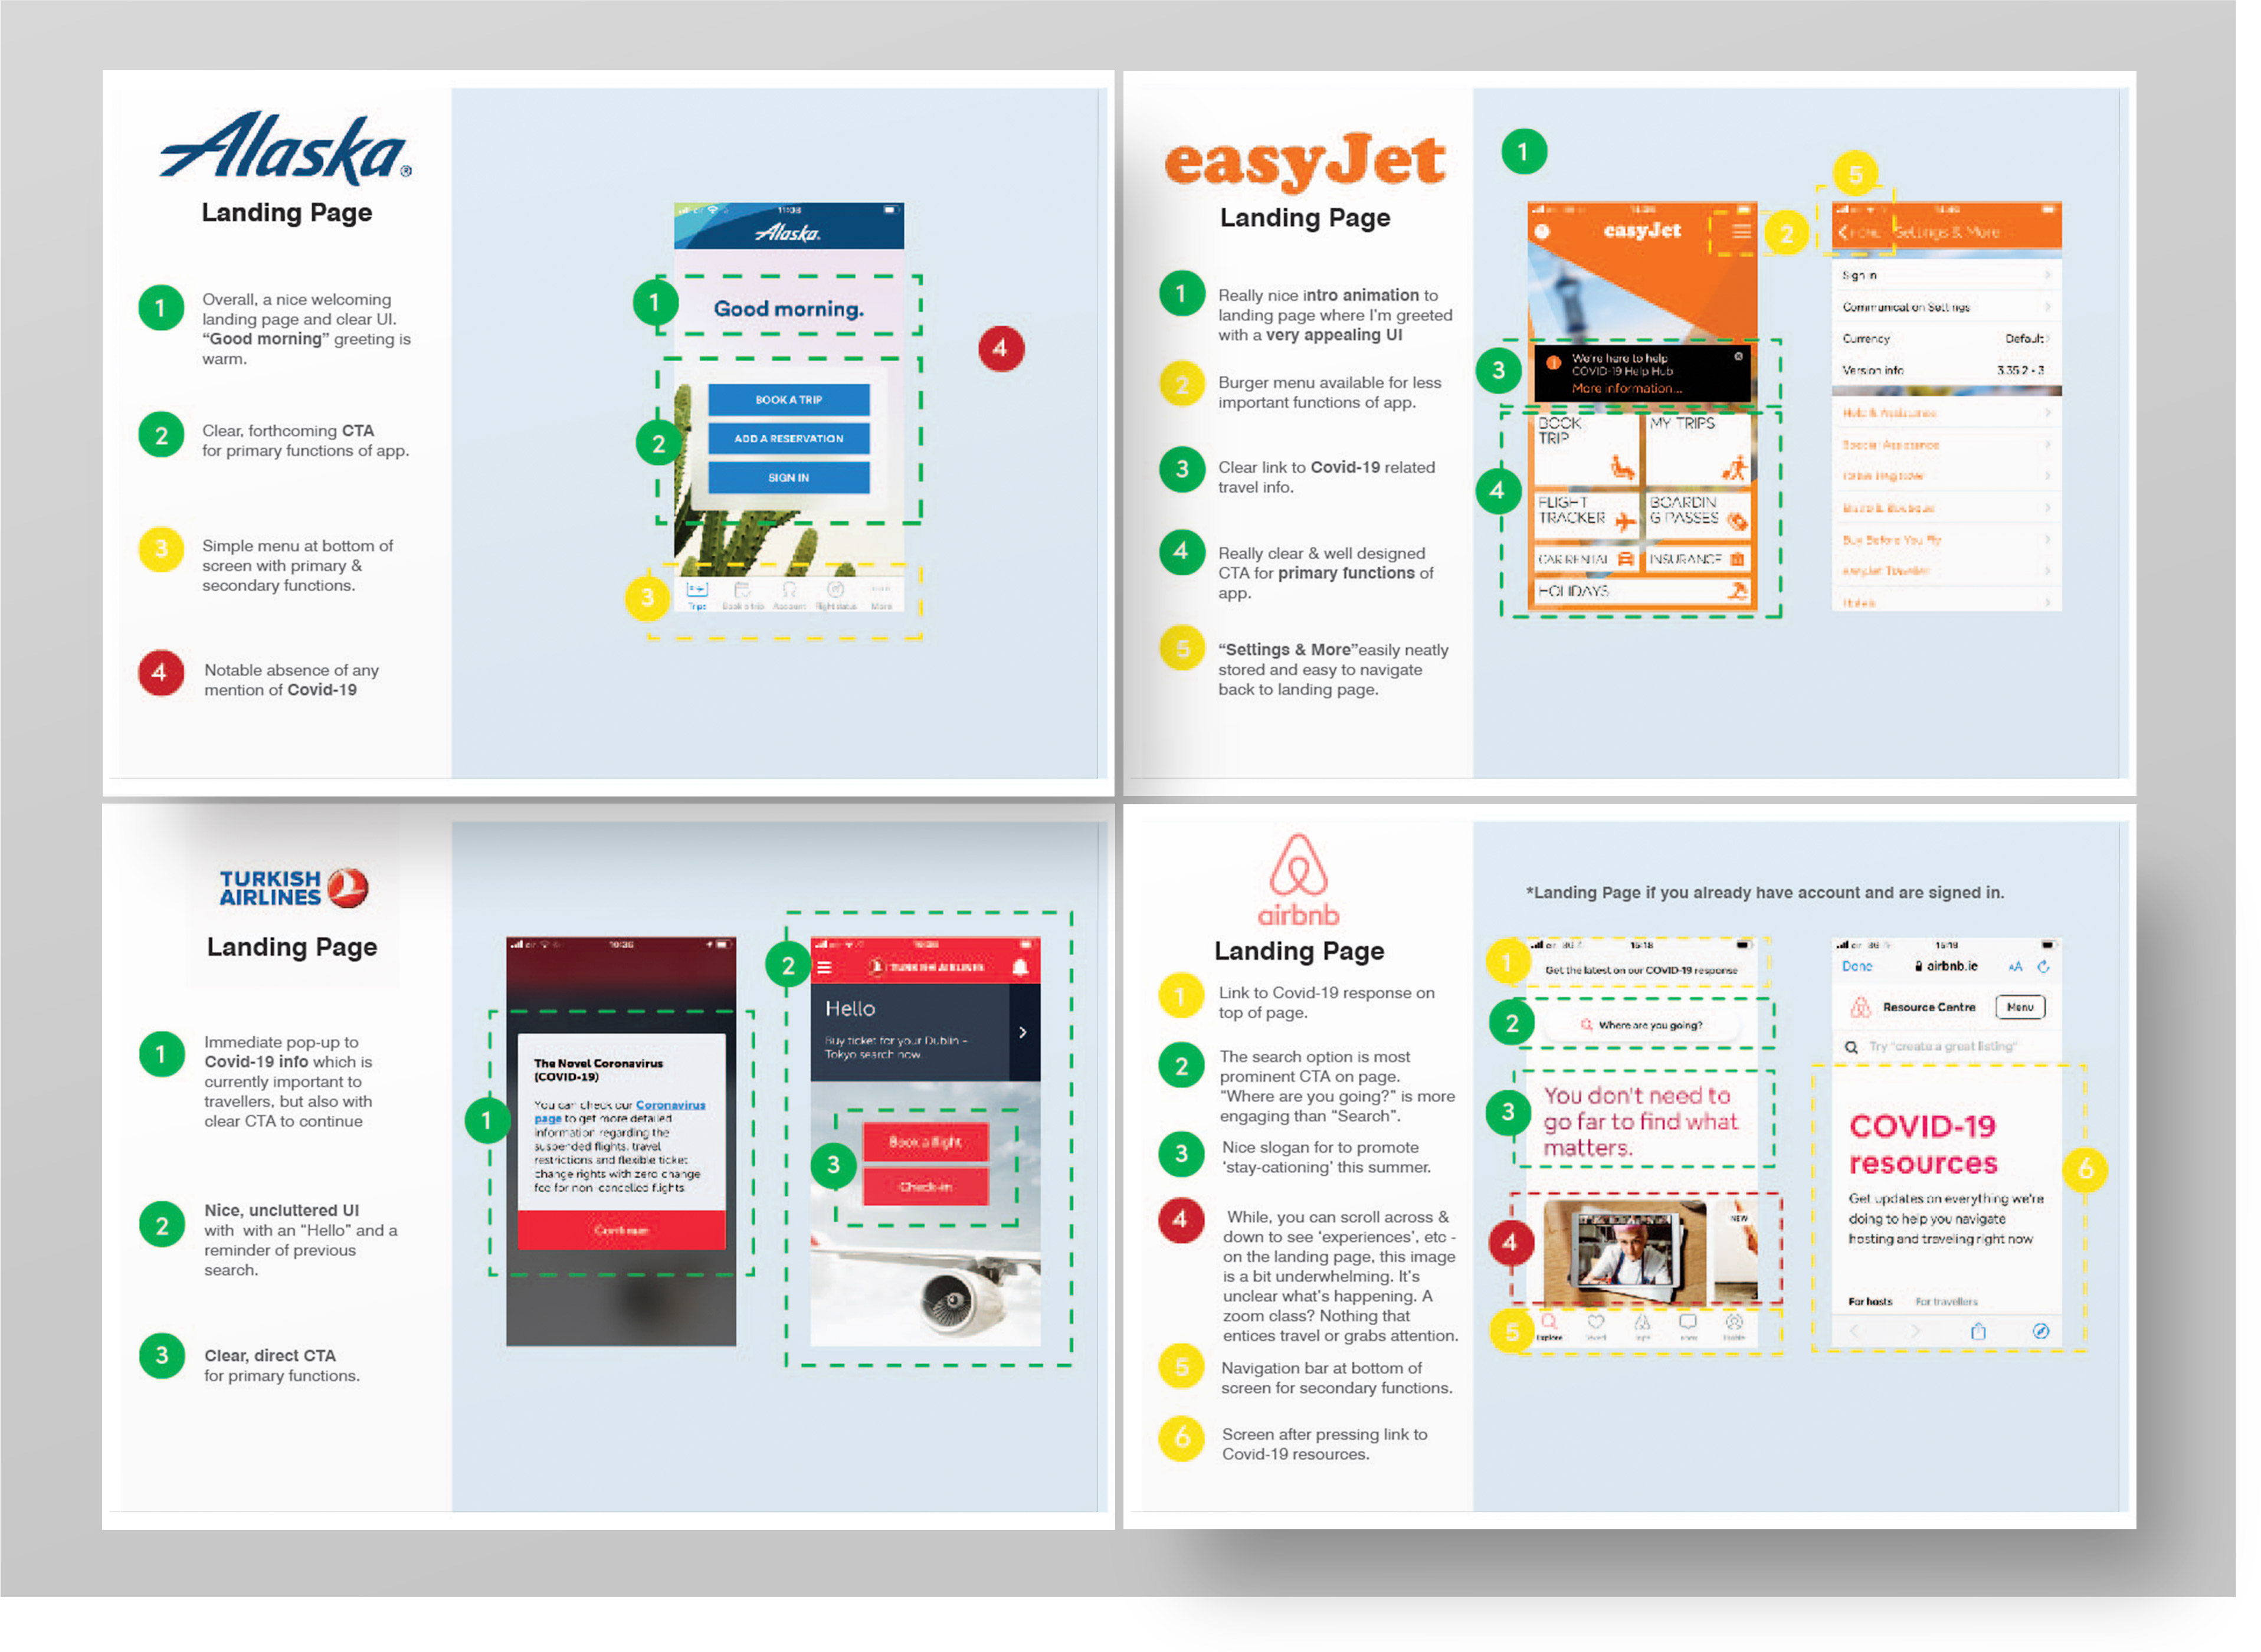 Alaska®
Landing Page
1
Overall, a nice welcoming
landing page and clear UI.
“Good morning” greeting is
warm.
2
Clear, forthcoming CTA
for primary functions of app.
3
Simple menu at bottom of
screen with primary &
secondary functions.
4
Notable absence of any
mention of Covid-19
11:38
Alaska.
1
Good morning.
2
BOOK A TRIP
ADD A RESERVATION
SIGN IN
3
Trips Book a trip Account Flight status More
4
easyJet
Landing Page
1
Really nice intro animation to
landing page where I'm greeted
with a very appealing UI
2
Burger menu available for less
important functions of app.
3
Clear link to Covid-19 related
travel info.
4
Really clear & well designed
CTA for primary functions of
app.
5
“Settings & More”easily neatly
stored and easy to navigate
back to landing page.
1
easyJet
2
3
We're here to help
COVID-19 Help Hub
More information...
4
BOOK
TRIP
MY TRIPS
FLIGHT
TRACKER
BOARDIN
G PASSES
CAR RENTAL
INSURANCE
HOLIDAYS
5
HOME Settings & More
Sign in
Communication Settings
Currency Default
Version info 3.35.2 - 3
Help & Assistance
Special Assistance
Buy Before You Fly
easyJet Traveller
Hotels
TURKISH
AIRLINES
Landing Page
1
Immediate pop-up to
Covid-19 info which is
currently important to
travellers, but also with
clear CTA to continue
2
Nice, uncluttered UI
with with an “Hello” and a
reminder of previous
search.
3
Clear, direct CTA
for primary functions.
10:36
1
The Novel Coronavirus
(COVID-19)
You can check our Coronavirus
page to get more detailed
information regarding the
suspended flights, travel
restrictions and flexible ticket
change rights with zero change
fee for non-cancelled flights.
Continue
2
TURKISH AIRLINES
Hello
Buy ticket for your Dublin -
Tokyo search now.
3
Book a flight
Check-in
airbnb
Landing Page
1
Link to Covid-19 response on
top of page.
2
The search option is most
prominent CTA on page.
“Where are you going?” is more
engaging than “Search”.
3
Nice slogan for to promote
'stay-cationing' this summer.
4
While, you can scroll across &
down to see 'experiences', etc -
on the landing page, this image
is a bit underwhelming. It's
unclear what's happening. A
zoom class? Nothing that
entices travel or grabs attention.
5
Navigation bar at bottom of
screen for secondary functions.
6
Screen after pressing link to
Covid-19 resources.
*Landing Page if you already have account and are signed in.
15:18
1
Get the latest on our COVID-19 response
2
Where are you going?
3
You don't need to
go far to find what
matters.
4
NEW
5
Explore
15:19
Done airbnb.ie AA
Resource Centre Menu
Try “create a great listing”
COVID-19
resources
Get updates on everything we're
doing to help you navigate
hosting and traveling right now
For hosts For travellers
6